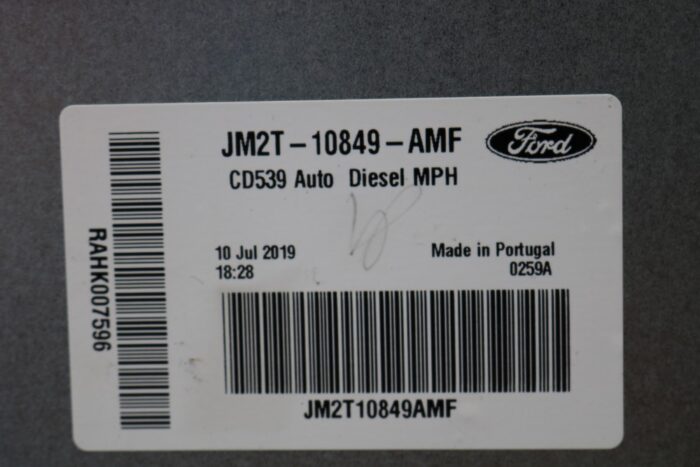 JM2T-10849-AMF
Ford
CD539 Auto Diesel MPH
10 Jul 2019
18:28
Made in Portugal
0259A
RAHK007596
JM2T10849AMF